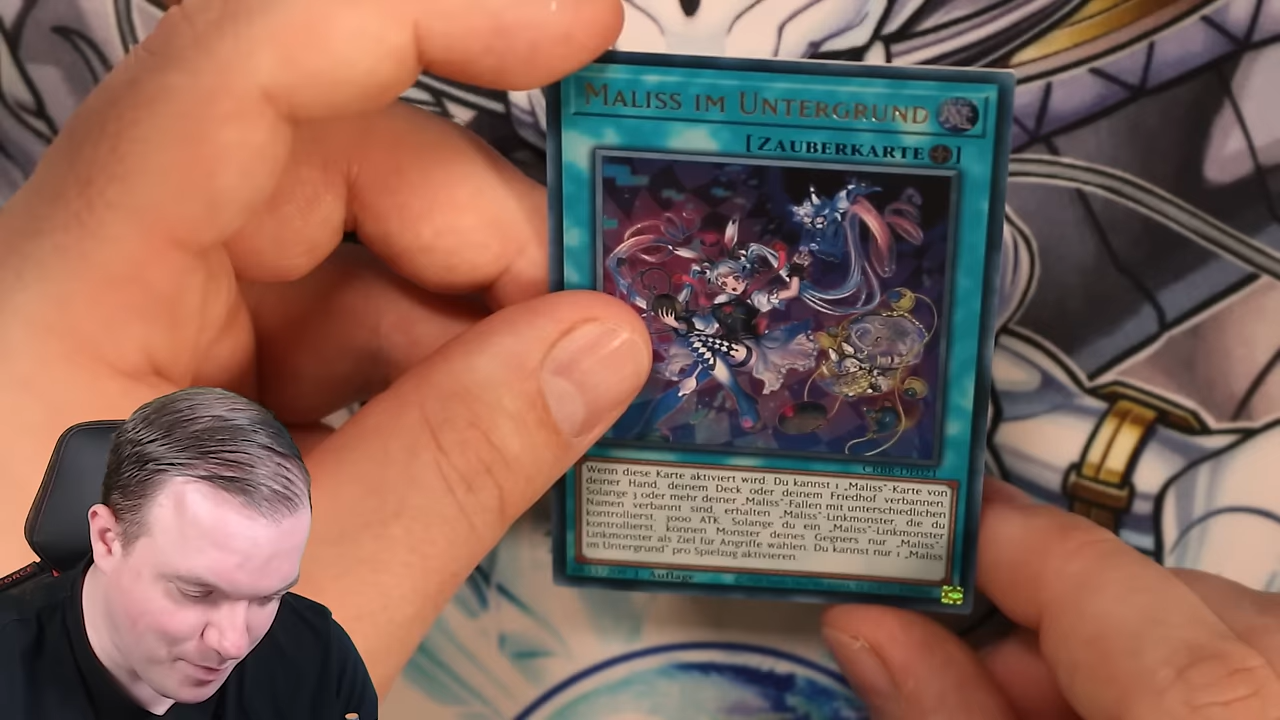 MALISS IM UNTERGRUND
[ZAUBERKARTE]
CRBR-DE021
Wenn diese Karte aktiviert wird: Du kannst 1 „Maliss"-Karte von
deiner Hand, deinem Deck oder deinem Friedhof verbannen.
Solange 3 oder mehr deiner „Maliss"-Fallen mit unterschiedlichen
Namen verbannt sind, erhalten „Maliss"-Linkmonster, die du
kontrollierst, 3000 ATK. Solange du ein „Maliss"-Linkmonster
kontrollierst, können Monster deines Gegners nur „Maliss"-
Linkmonster als Ziel für Angriffe wählen. Du kannst nur 1 „Maliss
im Untergrund" pro Spielzug aktivieren.
1. Auflage